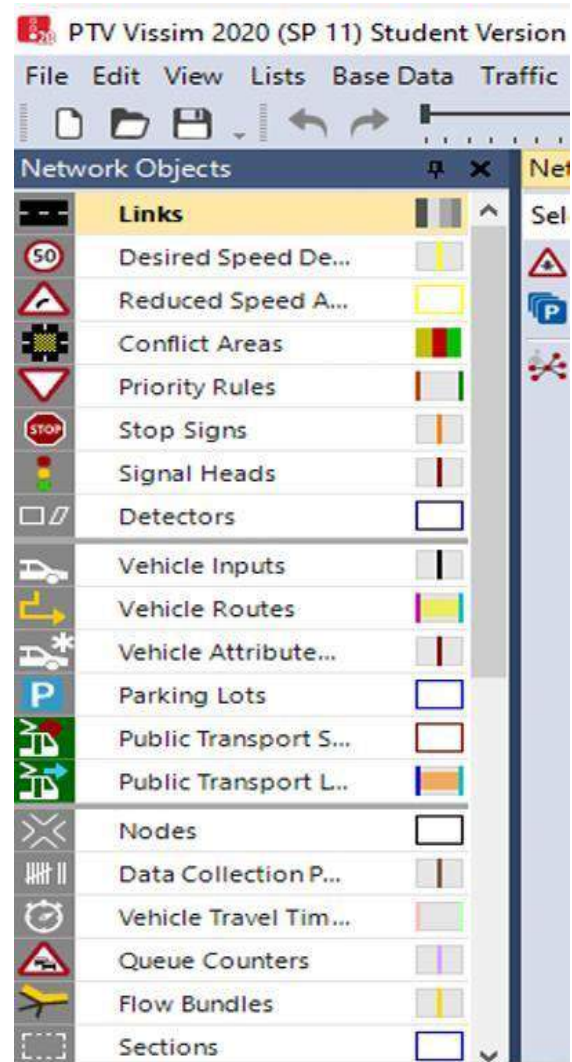 PTV Vissim 2020 (SP 11) Student Version
File Edit View Lists Base Data Traffic
Network Objects Net
Links Sel
50 Desired Speed De...
Reduced Speed A...
P
Conflict Areas
Priority Rules
STOP Stop Signs
Signal Heads
Detectors
Vehicle Inputs
Vehicle Routes
Vehicle Attribute...
P Parking Lots
Public Transport S...
Public Transport L...
Nodes
Data Collection P...
Vehicle Travel Tim...
Queue Counters
Flow Bundles
Sections